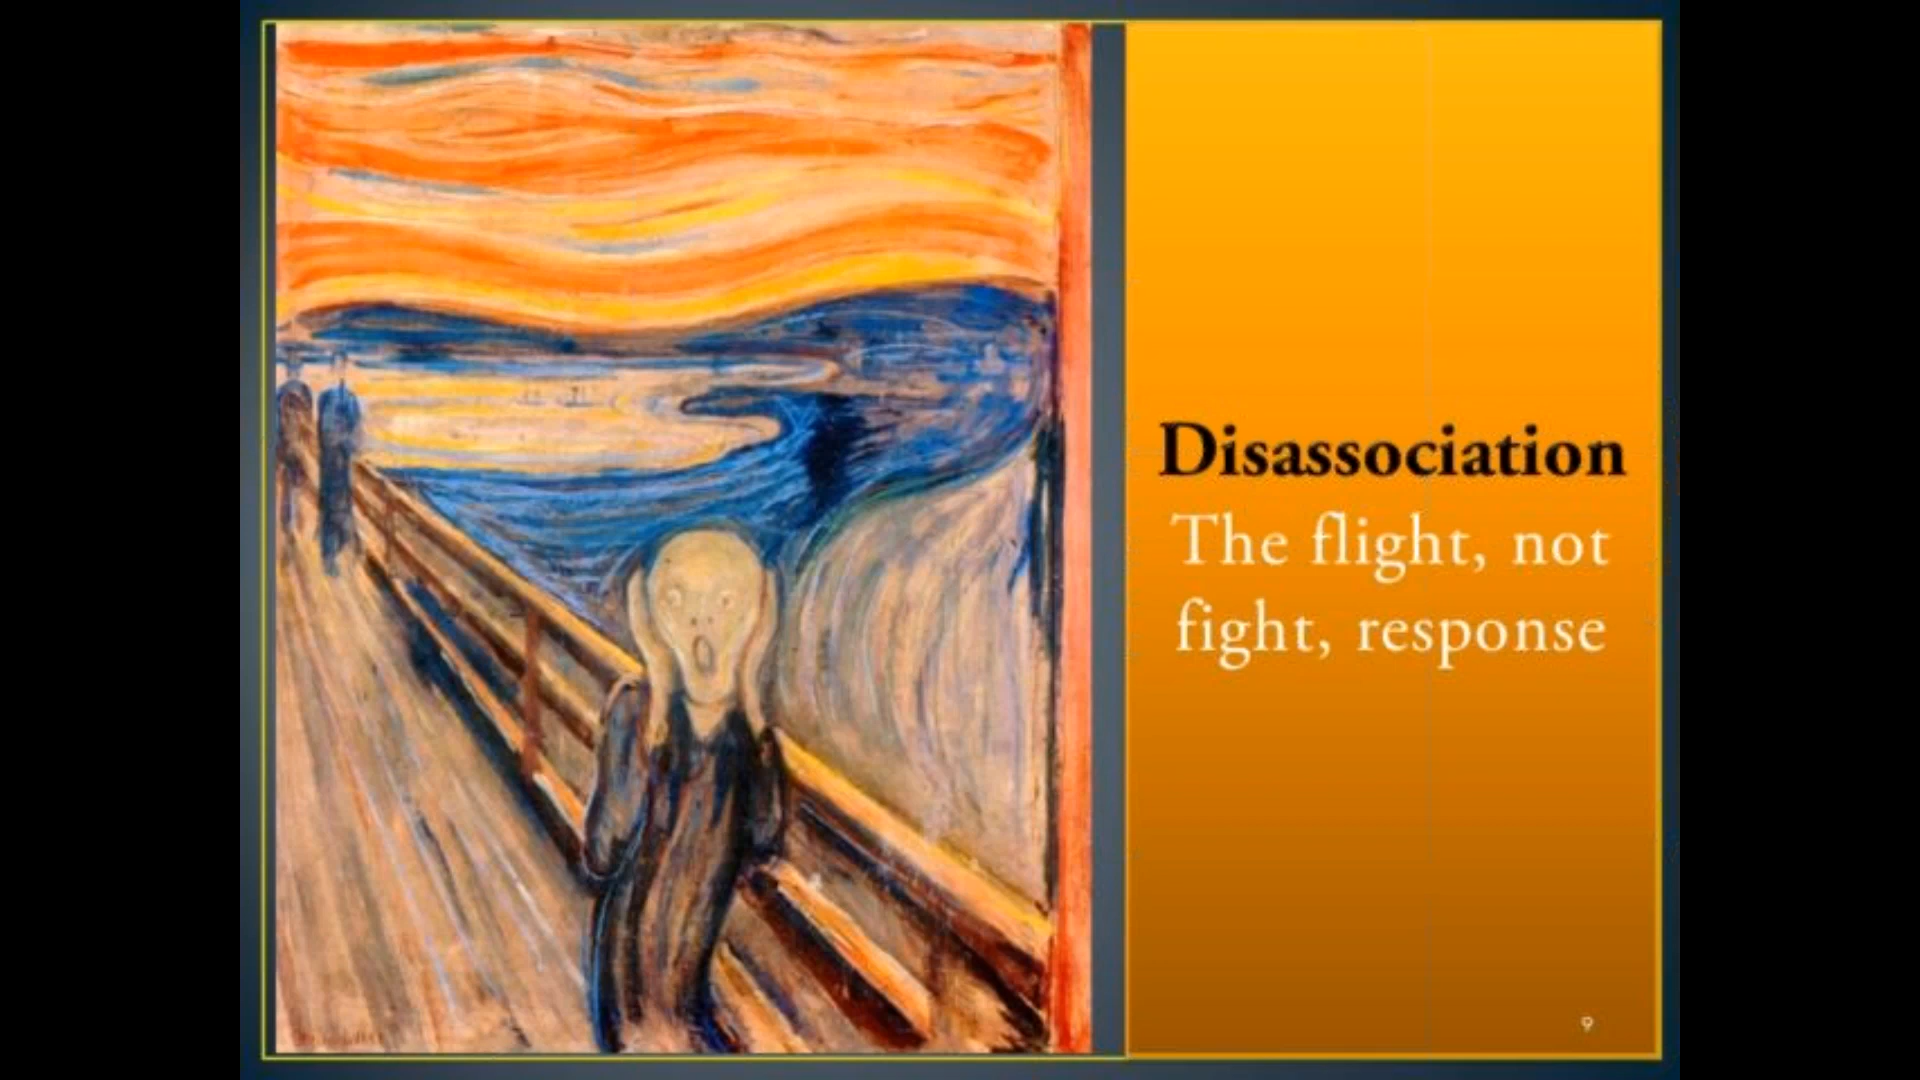 Disassociation
The flight, not
fight, response
9